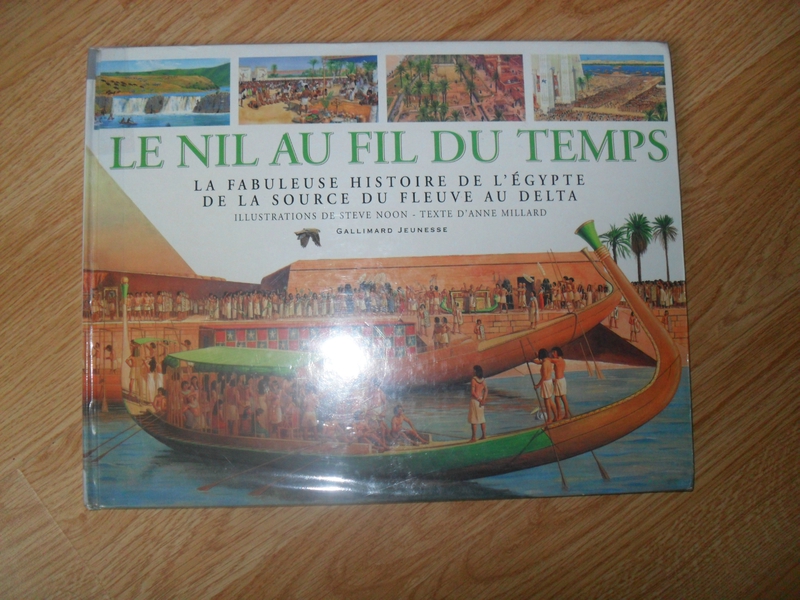 LE NIL AU FIL DU TEMPS
LA FABULEUSE HISTOIRE DE L'ÉGYPTE
DE LA SOURCE DU FLEUVE AU DELTA
ILLUSTRATIONS DE STEVE NOON - TEXTE D'ANNE MILLARD
GALLIMARD JEUNESSE